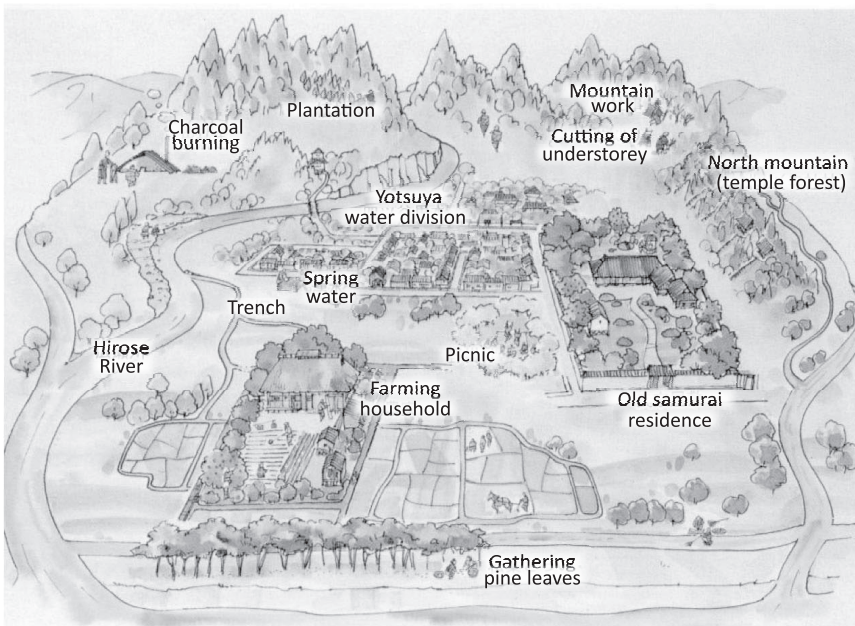 Plantation
Mountain
work
Charcoal
burning
Cutting of
understorey
North mountain
(temple forest)
Yotsuya
water division
Spring
water
Trench
Hirose
River
Picnic
Farming
household
Old samurai
residence
Gathering
pine leaves